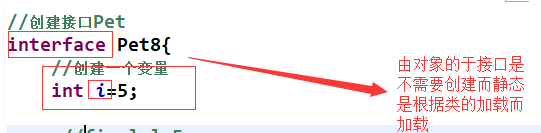 //创建接口Pet
interface Pet8{
//创建一个变量
int i=5;
由对象的于接口是
不需要创建而静态
是根据类的加载而
加载